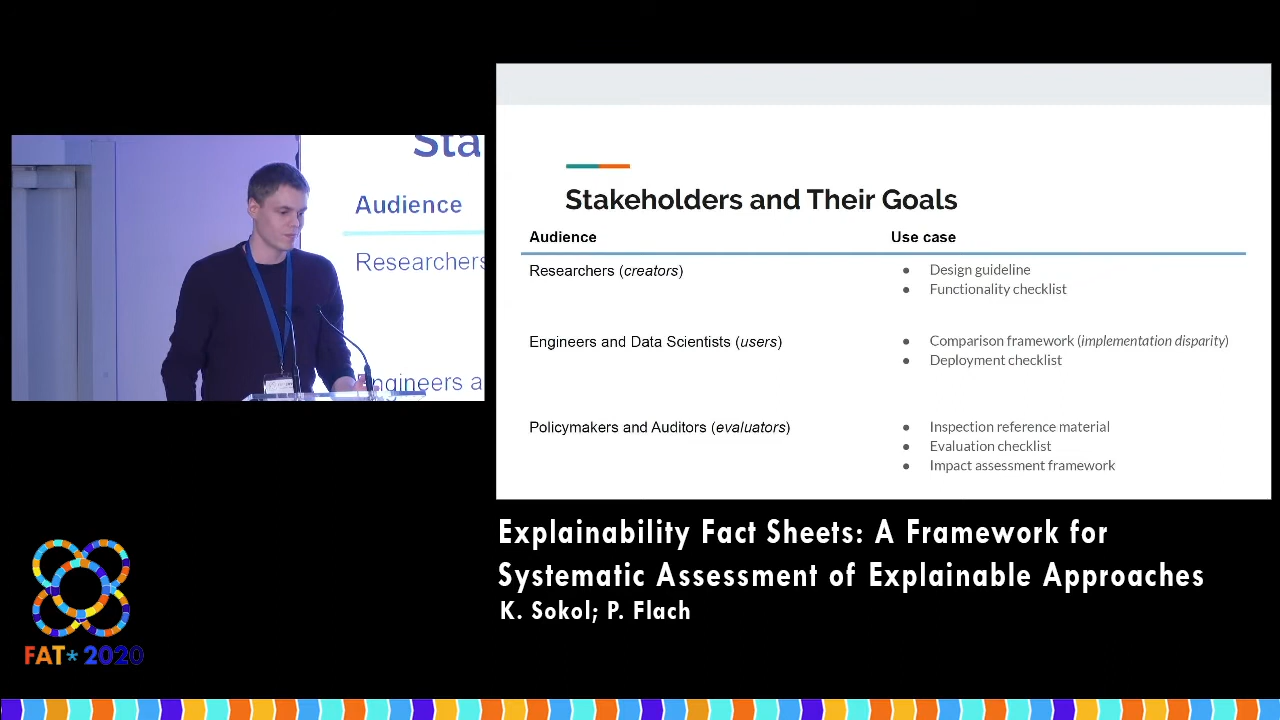 Sta
Audience
Researchers
Engineers a
Stakeholders and Their Goals
Audience Use case
Researchers (creators)
● Design guideline
● Functionality checklist
Engineers and Data Scientists (users)
● Comparison framework (implementation disparity)
● Deployment checklist
Policymakers and Auditors (evaluators)
● Inspection reference material
● Evaluation checklist
● Impact assessment framework
Explainability Fact Sheets: A Framework for
Systematic Assessment of Explainable Approaches
K. Sokol; P. Flach
FAT* 2020